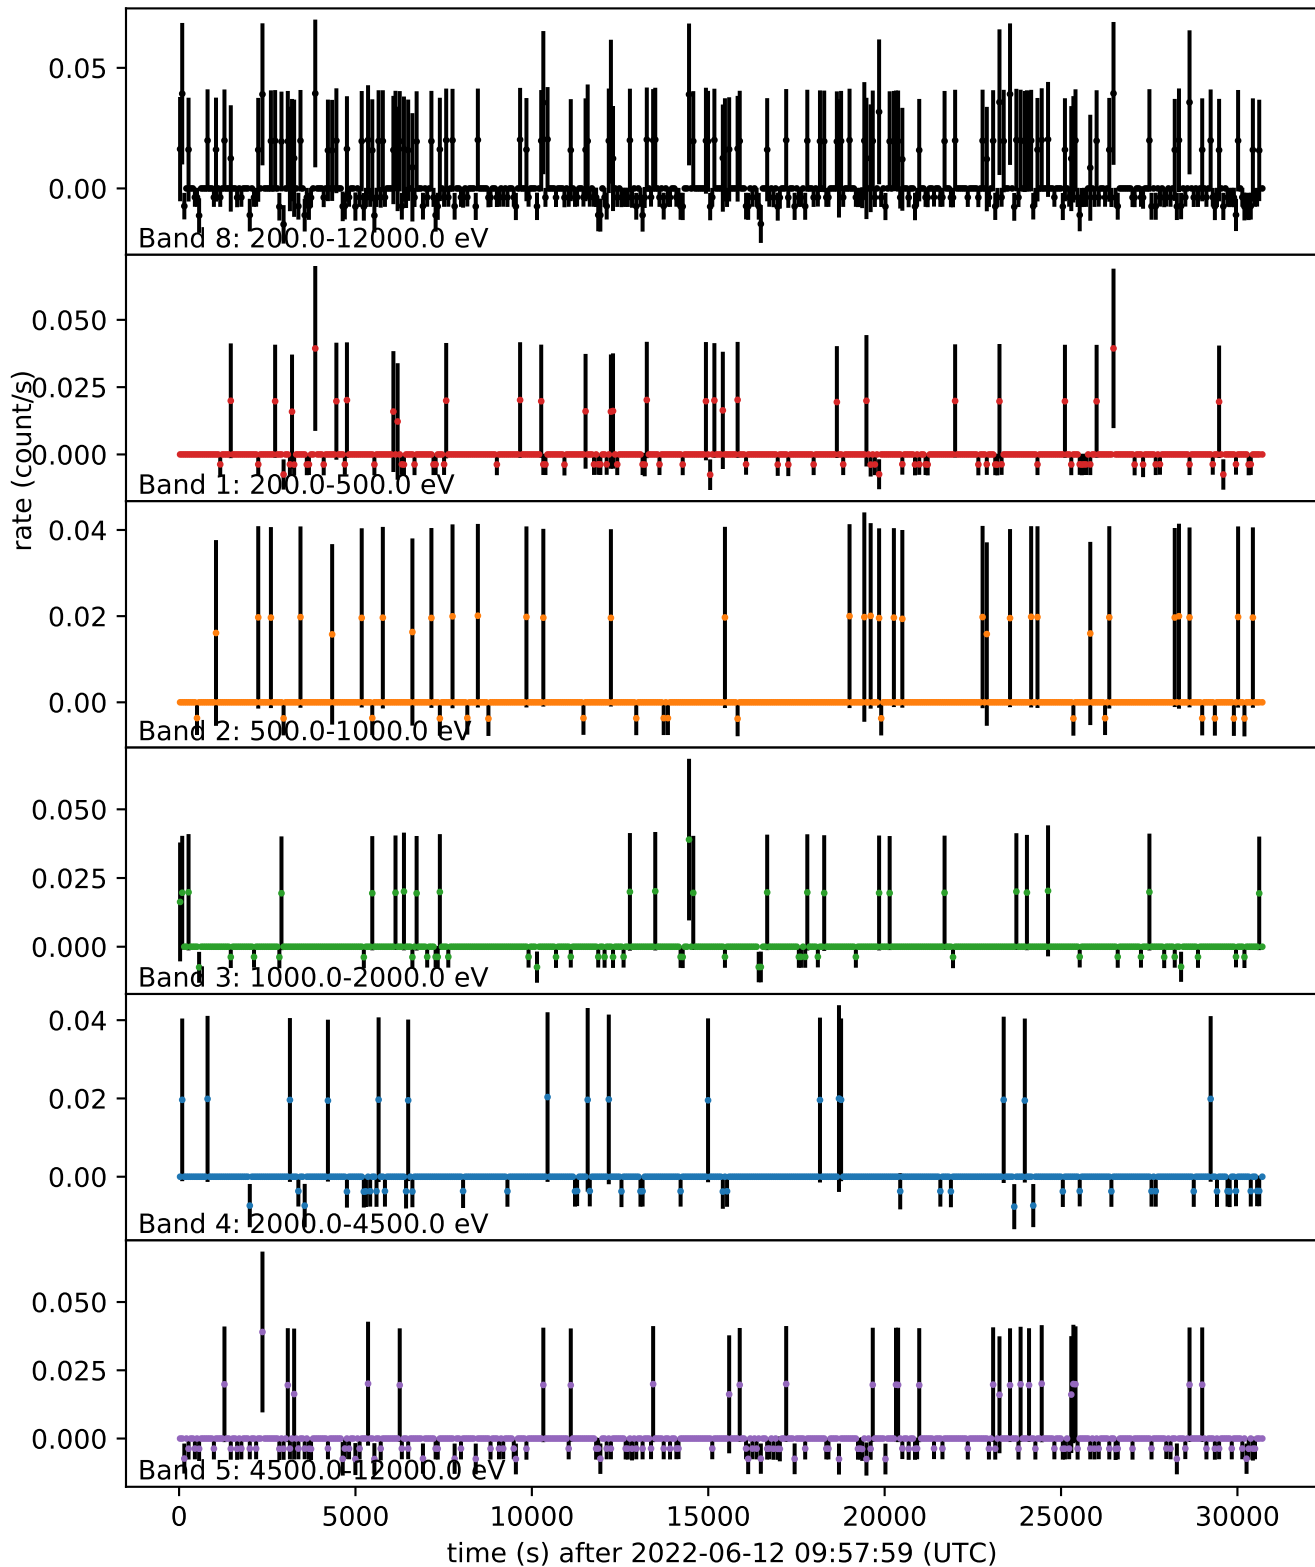 0.05
0.00
Band 8: 200.0-12000.0 eV
0.050
0.025
0.000
Band 1: 200.0-500.0 eV
rate (count/s)
0.04
0.02
0.00
Band 2: 500.0-1000.0 eV
0.050
0.025
0.000
Band 3: 1000.0-2000.0 eV
0.04
0.02
0.00
Band 4: 2000.0-4500.0 eV
0.050
0.025
0.000
Band 5: 4500.0-12000.0 eV
0 5000 10000 15000 20000 25000 30000
time (s) after 2022-06-12 09:57:59 (UTC)